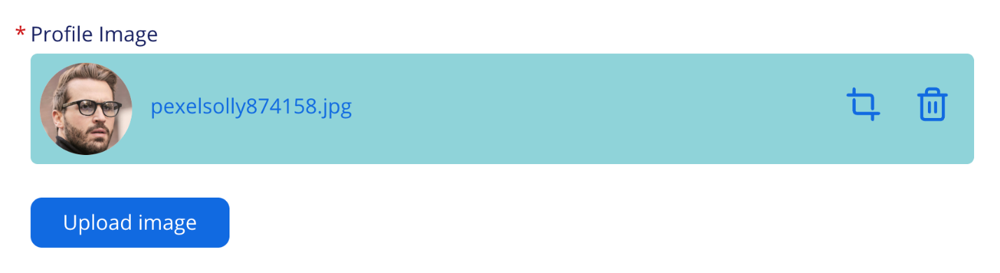 * Profile Image
pexelsolly874158.jpg
Upload image